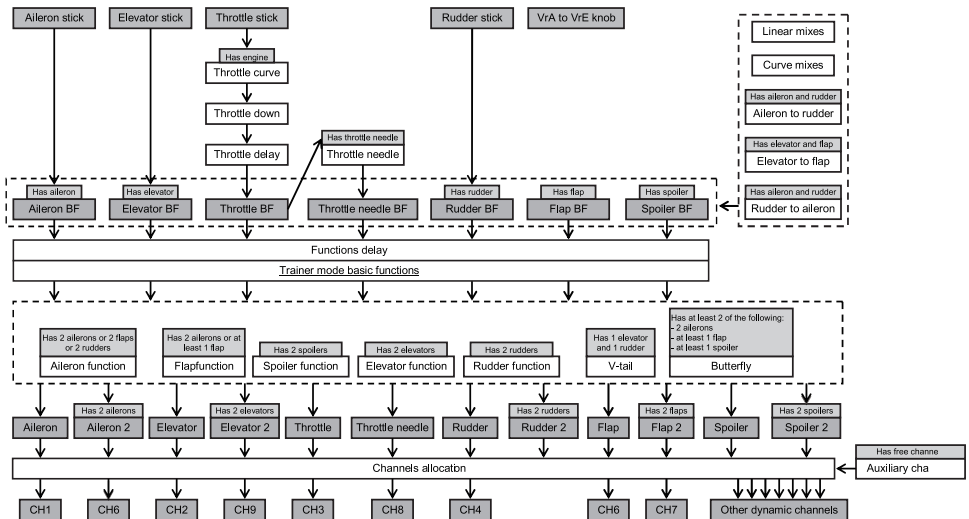 Aileron stick
Elevator stick
Throttle stick
Rudder stick
VrA to VrE knob
Linear mixes
Curve mixes
Has aileron and rudder
Aileron to rudder
Has elevator and flap
Elevator to flap
Has aileron and rudder
Rudder to aileron
Has engine
Throttle curve
Throttle down
Throttle delay
Has throttle needle
Throttle needle
Has aileron
Aileron BF
Has elevator
Elevator BF
Throttle BF
Throttle needle BF
Has rudder
Rudder BF
Has flap
Flap BF
Has spoiler
Spoiler BF
Functions delay
Trainer mode basic functions
Has 2 ailerons or 2 flaps
or 2 rudders
Aileron function
Has 2 ailerons or at
least 1 flap
Flapfunction
Has 2 spoilers
Spoiler function
Has 2 elevators
Elevator function
Has 2 rudders
Rudder function
Has 1 elevator
and 1 rudder
V-tail
Has at least 2 of the following:
- 2 ailerons
- at least 1 flap
- at least 1 spoiler
Butterfly
Aileron
Has 2 ailerons
Aileron 2
Elevator
Has 2 elevators
Elevator 2
Throttle
Throttle needle
Rudder
Has 2 rudders
Rudder 2
Flap
Has 2 flaps
Flap 2
Spoiler
Has 2 spoilers
Spoiler 2
Channels allocation
Has free channe
Auxiliary cha
CH1
CH6
CH2
CH9
CH3
CH8
CH4
CH6
CH7
Other dynamic channels